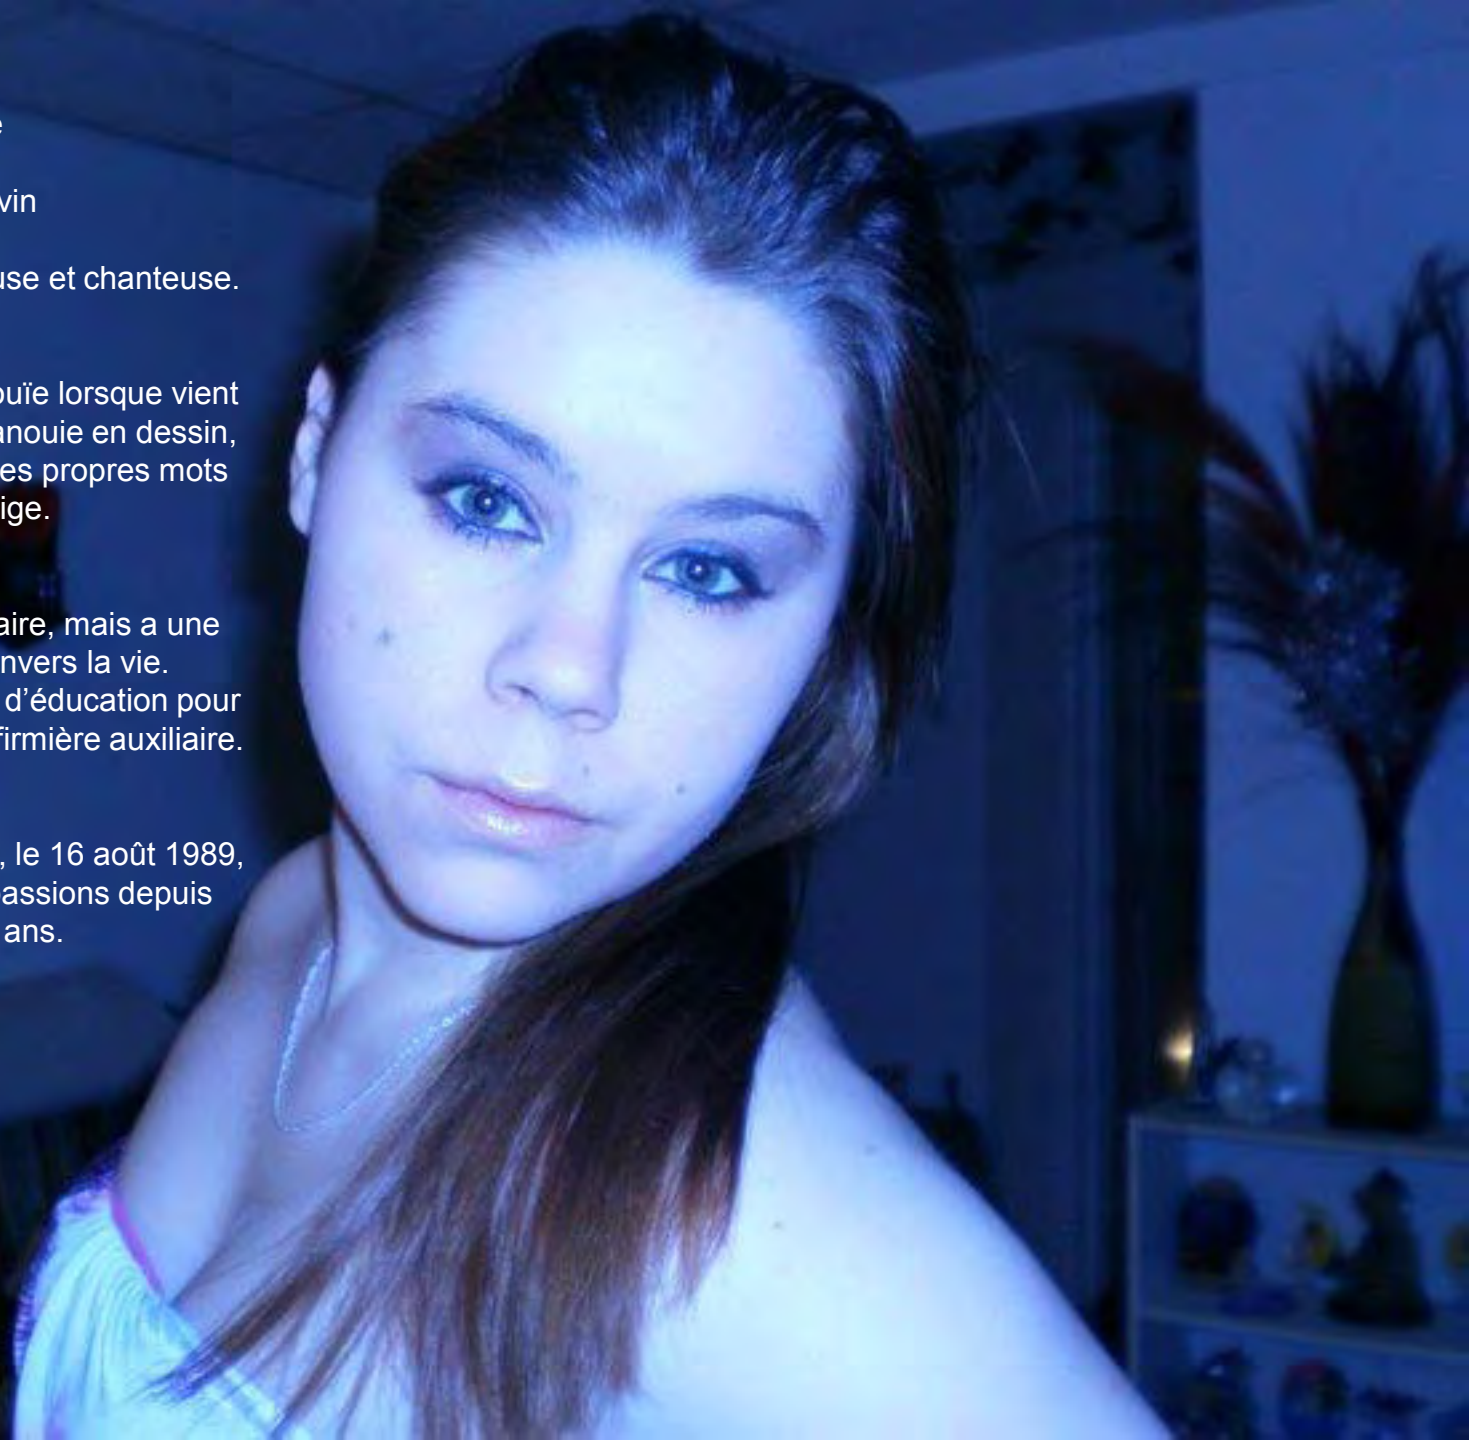 e
vin
use et chanteuse.
ouïe lorsque vient
anouie en dessin,
es propres mots
ige.
aire, mais a une
nvers la vie.
d’éducation pour
firmière auxiliaire.
, le 16 août 1989,
assions depuis
ans.